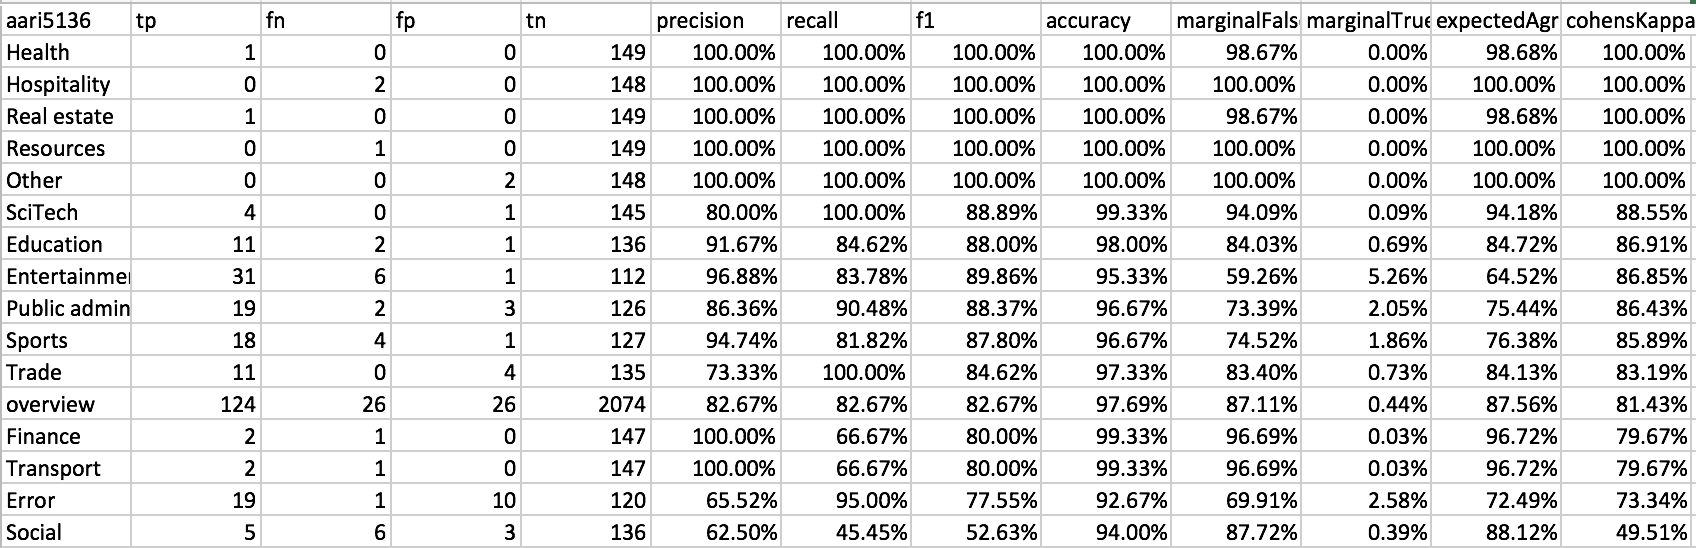 aari5136 tp fn fp tn precision recall f1 accuracy marginalFals marginalTrue expectedAgr cohensKappa
Health 1 0 0 149 100.00% 100.00% 100.00% 100.00% 98.67% 0.00% 98.68% 100.00%
Hospitality 0 2 0 148 100.00% 100.00% 100.00% 100.00% 100.00% 0.00% 100.00% 100.00%
Real estate 1 0 0 149 100.00% 100.00% 100.00% 100.00% 98.67% 0.00% 98.68% 100.00%
Resources 0 1 0 149 100.00% 100.00% 100.00% 100.00% 100.00% 0.00% 100.00% 100.00%
Other 0 0 2 148 100.00% 100.00% 100.00% 100.00% 100.00% 0.00% 100.00% 100.00%
SciTech 4 0 1 145 80.00% 100.00% 88.89% 99.33% 94.09% 0.09% 94.18% 88.55%
Education 11 2 1 136 91.67% 84.62% 88.00% 98.00% 84.03% 0.69% 84.72% 86.91%
Entertainme 31 6 1 112 96.88% 83.78% 89.86% 95.33% 59.26% 5.26% 64.52% 86.85%
Public admin 19 2 3 126 86.36% 90.48% 88.37% 96.67% 73.39% 2.05% 75.44% 86.43%
Sports 18 4 1 127 94.74% 81.82% 87.80% 96.67% 74.52% 1.86% 76.38% 85.89%
Trade 11 0 4 135 73.33% 100.00% 84.62% 97.33% 83.40% 0.73% 84.13% 83.19%
overview 124 26 26 2074 82.67% 82.67% 82.67% 97.69% 87.11% 0.44% 87.56% 81.43%
Finance 2 1 0 147 100.00% 66.67% 80.00% 99.33% 96.69% 0.03% 96.72% 79.67%
Transport 2 1 0 147 100.00% 66.67% 80.00% 99.33% 96.69% 0.03% 96.72% 79.67%
Error 19 1 10 120 65.52% 95.00% 77.55% 92.67% 69.91% 2.58% 72.49% 73.34%
Social 5 6 3 136 62.50% 45.45% 52.63% 94.00% 87.72% 0.39% 88.12% 49.51%